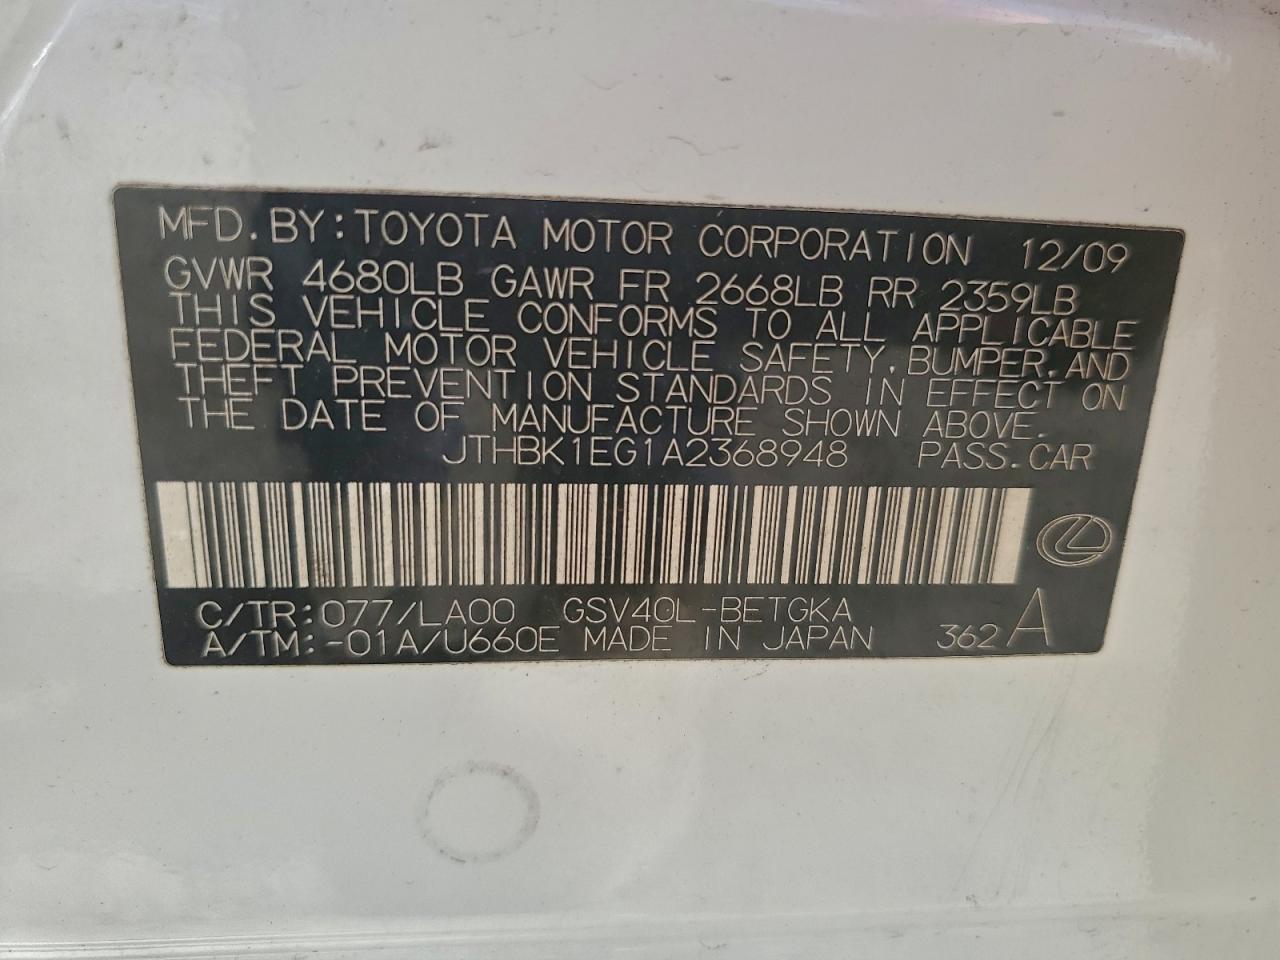 MFD. BY: TOYOTA MOTOR CORPORATION 12/09
GVWR 4680LB GAWR FR 2668LB RR 2359LB
THIS VEHICLE CONFORMS TO ALL APPLICABLE
FEDERAL MOTOR VEHICLE SAFETY, BUMPER, AND
THEFT PREVENTION STANDARDS IN EFFECT ON
THE DATE OF MANUFACTURE SHOWN ABOVE.
JTHBK1EG1A2368948 PASS. CAR
C/TR: 077/LA00 GSV40L-BETGKA
A/TM: -01A/U660E MADE IN JAPAN 362 A